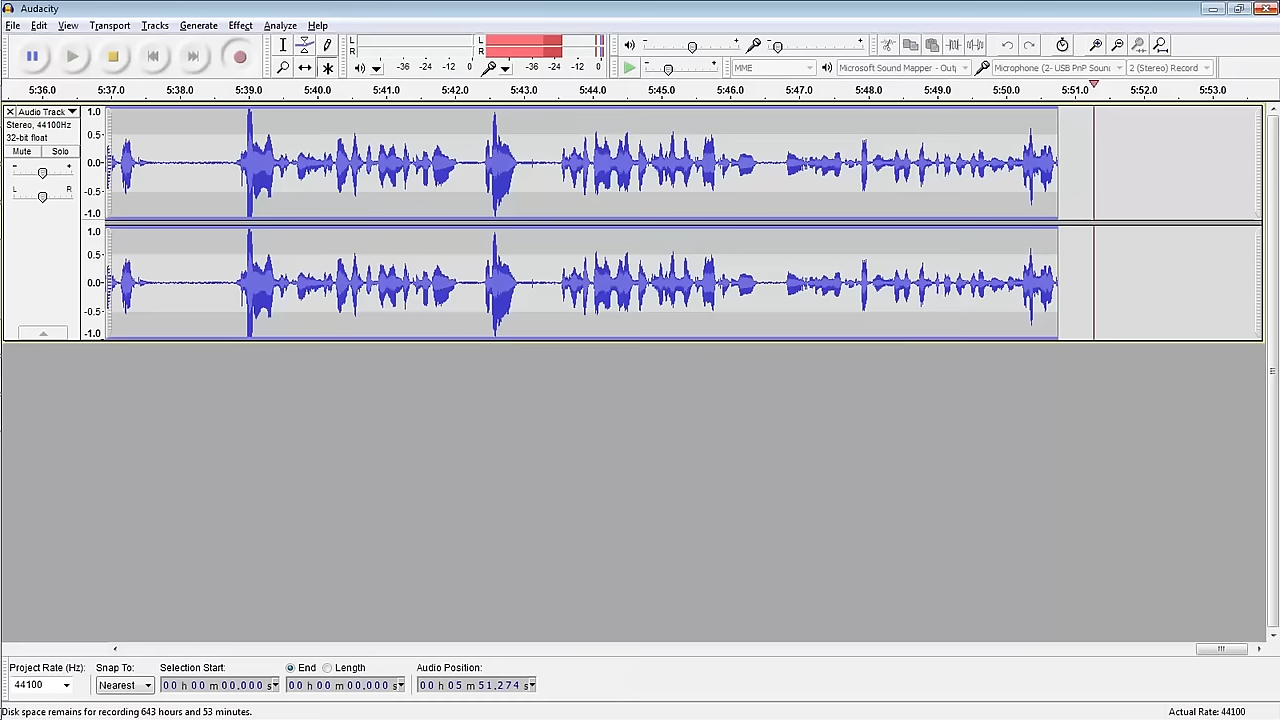 Audacity
File Edit View Transport Tracks Generate Effect Analyze Help
L R -36 -24 -12 0 L R -36 -24 -12 0
MME Microsoft Sound Mapper - Out Microphone (2- USB PnP Soun 2 (Stereo) Record
5:36.0 5:37.0 5:38.0 5:39.0 5:40.0 5:41.0 5:42.0 5:43.0 5:44.0 5:45.0 5:46.0 5:47.0 5:48.0 5:49.0 5:50.0 5:51.0 5:52.0 5:53.0
Audio Track
Stereo, 44100Hz
32-bit float
Mute Solo
- +
L R
1.0
0.5
0.0
-0.5
-1.0
1.0
0.5
0.0
-0.5
-1.0
Project Rate (Hz): Snap To: Selection Start: End Length Audio Position:
44100 Nearest 00 h 00 m 00.000 s 00 h 00 m 00.000 s 00 h 05 m 51.274 s
Disk space remains for recording 643 hours and 53 minutes. Actual Rate: 44100